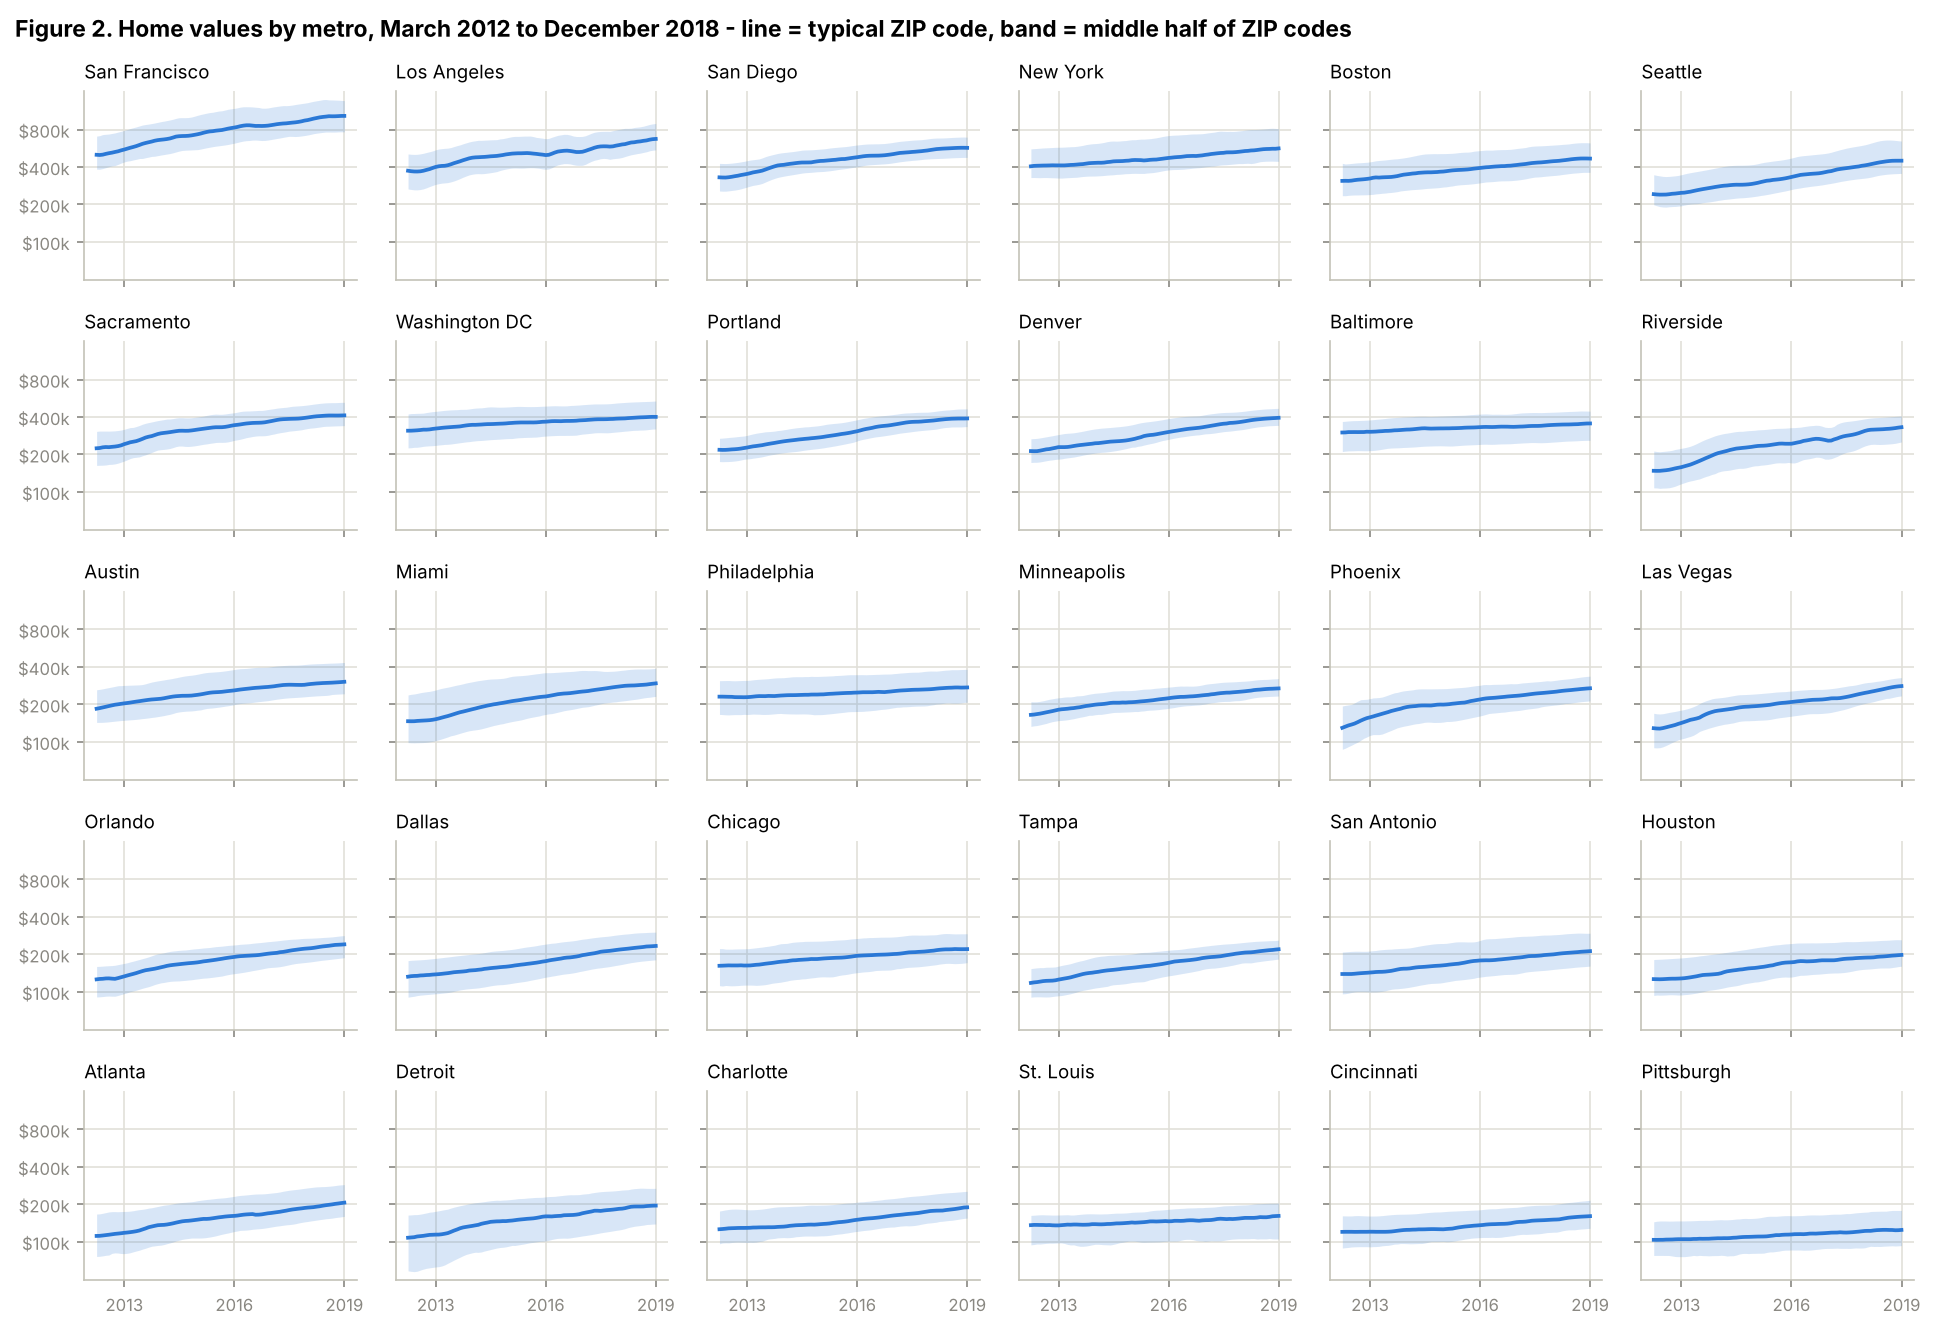 Figure 2. Home values by metro, March 2012 to December 2018 - line = typical ZIP code, band = middle half of ZIP codes
San Francisco
Los Angeles
San Diego
New York
Boston
Seattle
$800k
$400k
$200k
$100k
Sacramento
Washington DC
Portland
Denver
Baltimore
Riverside
$800k
$400k
$200k
$100k
Austin
Miami
Philadelphia
Minneapolis
Phoenix
Las Vegas
$800k
$400k
$200k
$100k
Orlando
Dallas
Chicago
Tampa
San Antonio
Houston
$800k
$400k
$200k
$100k
Atlanta
Detroit
Charlotte
St. Louis
Cincinnati
Pittsburgh
$800k
$400k
$200k
$100k
2013 2016 2019
2013 2016 2019
2013 2016 2019
2013 2016 2019
2013 2016 2019
2013 2016 2019